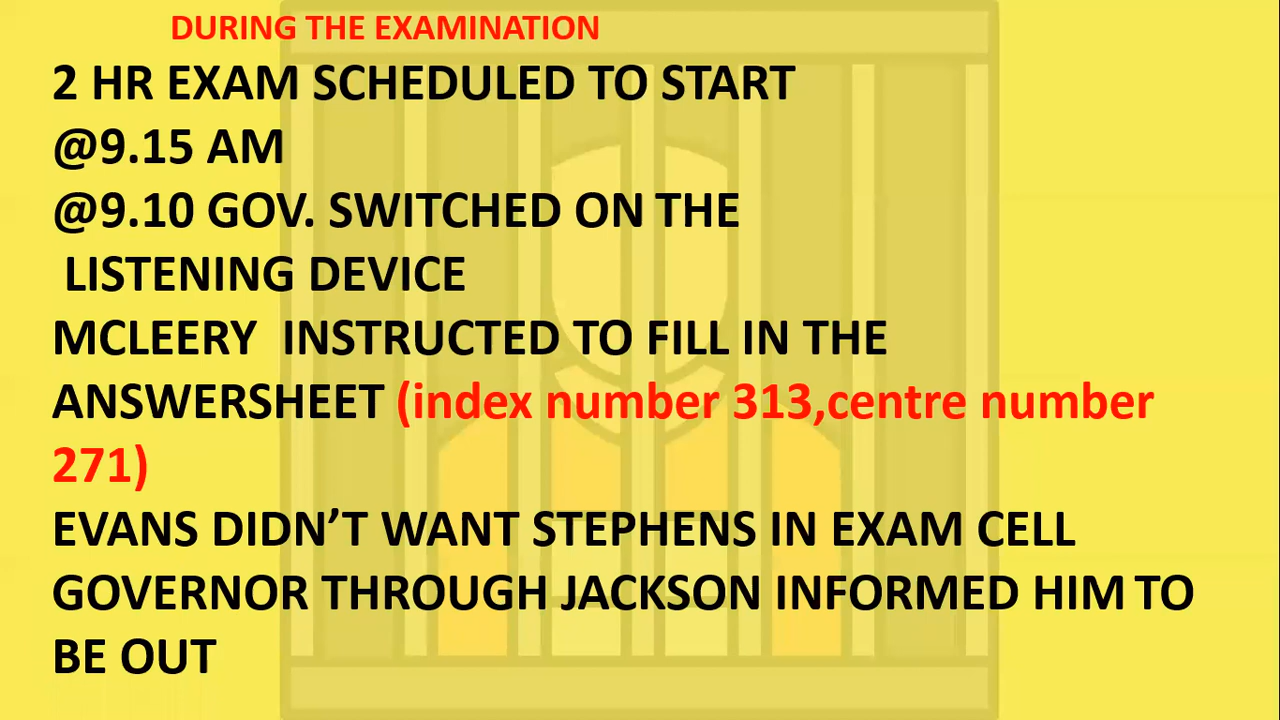 DURING THE EXAMINATION
2 HR EXAM SCHEDULED TO START
@9.15 AM
@9.10 GOV. SWITCHED ON THE
LISTENING DEVICE
MCLEERY INSTRUCTED TO FILL IN THE
ANSWERSHEET (index number 313,centre number
271)
EVANS DIDN’T WANT STEPHENS IN EXAM CELL
GOVERNOR THROUGH JACKSON INFORMED HIM TO
BE OUT